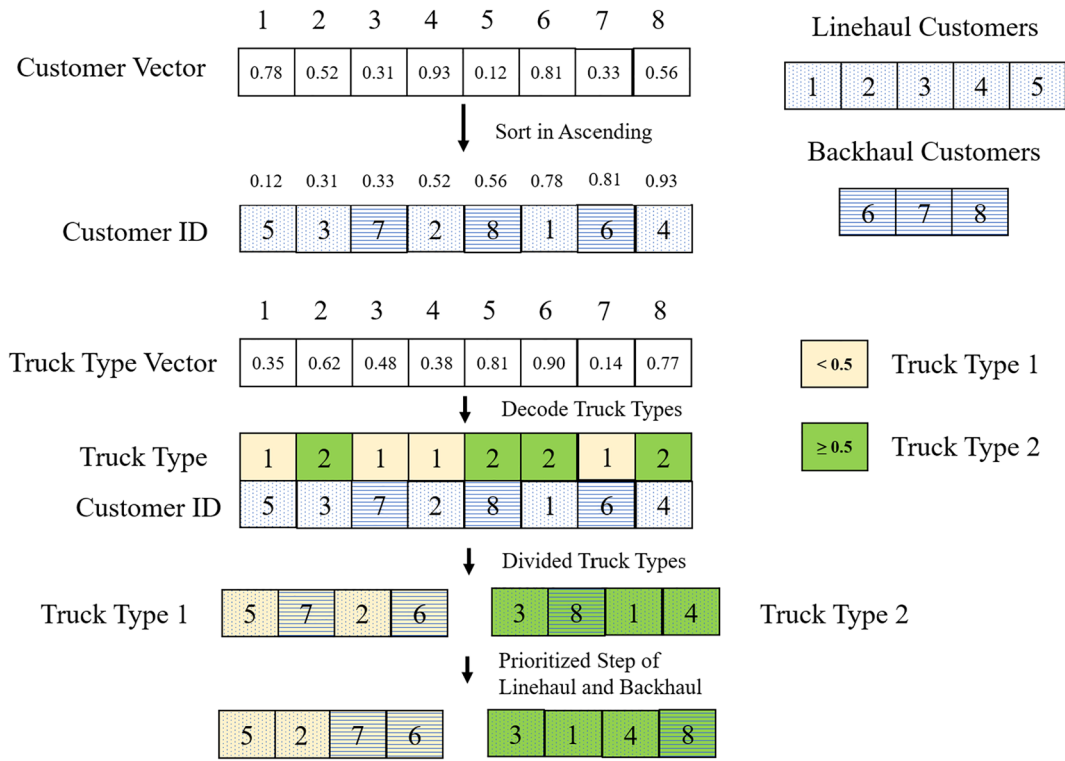 1 2 3 4 5 6 7 8
Linehaul Customers
Customer Vector 0.78 0.52 0.31 0.93 0.12 0.81 0.33 0.56
1 2 3 4 5
Sort in Ascending
Backhaul Customers
0.12 0.31 0.33 0.52 0.56 0.78 0.81 0.93
6 7 8
Customer ID 5 3 7 2 8 1 6 4
1 2 3 4 5 6 7 8
Truck Type Vector 0.35 0.62 0.48 0.38 0.81 0.90 0.14 0.77
< 0.5 Truck Type 1
Decode Truck Types
Truck Type 1 2 1 1 2 2 1 2
≥ 0.5 Truck Type 2
Customer ID 5 3 7 2 8 1 6 4
Divided Truck Types
Truck Type 1 5 7 2 6 3 8 1 4 Truck Type 2
Prioritized Step of
Linehaul and Backhaul
5 2 7 6 3 1 4 8